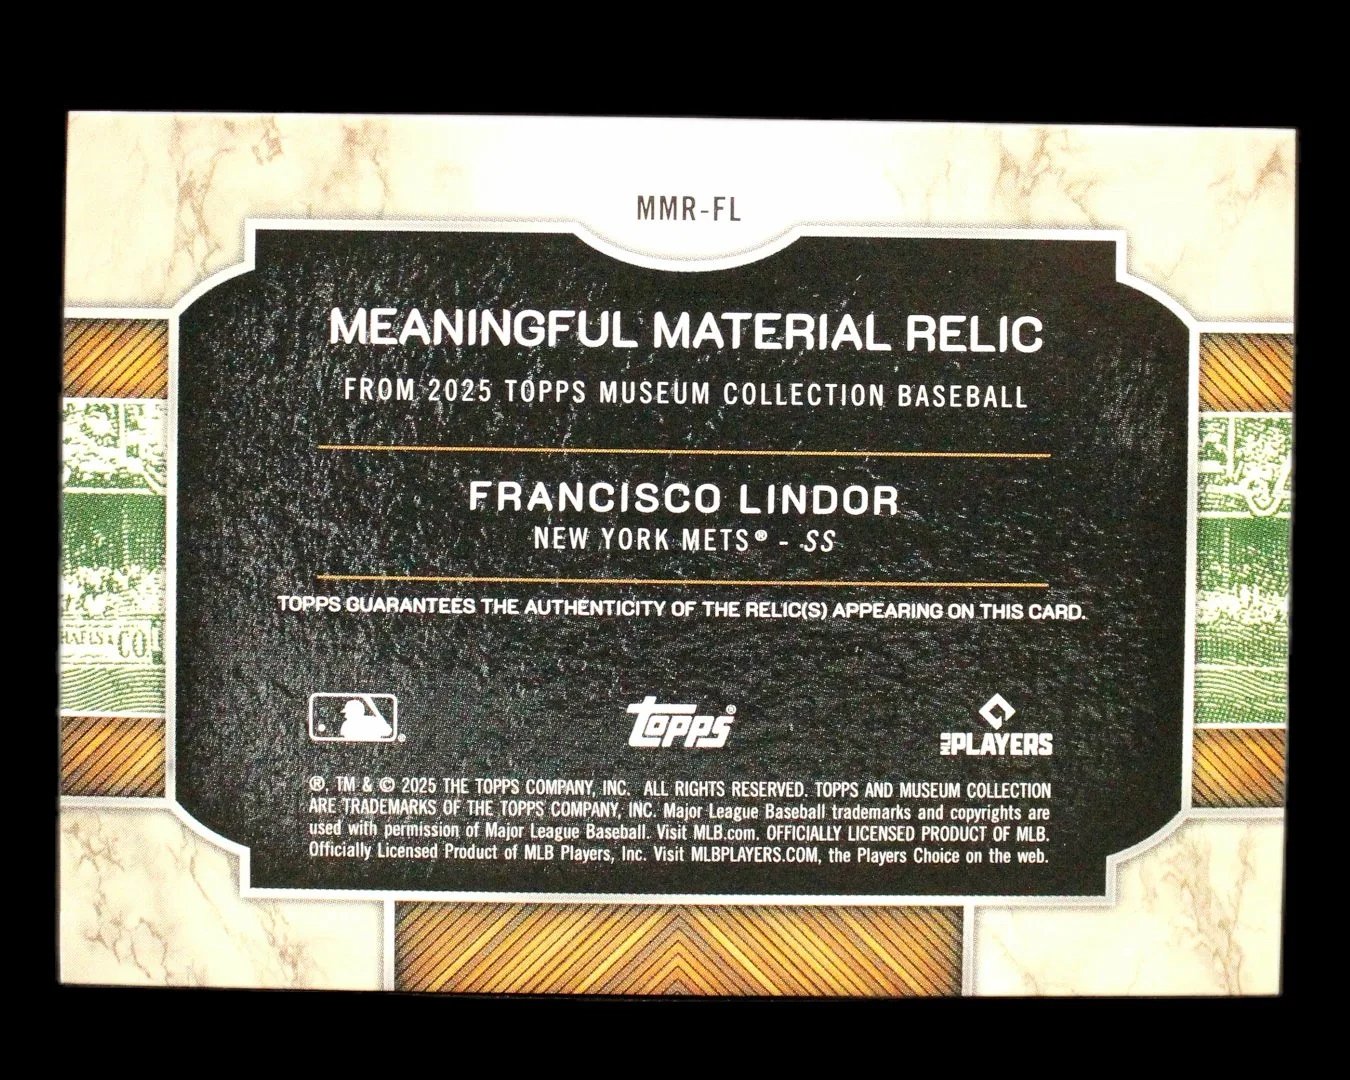 MMR-FL
MEANINGFUL MATERIAL RELIC
FROM 2025 TOPPS MUSEUM COLLECTION BASEBALL
FRANCISCO LINDOR
NEW YORK METS® - SS
TOPPS GUARANTEES THE AUTHENTICITY OF THE RELIC(S) APPEARING ON THIS CARD.
& CO
topps®
MLB PLAYERS
®, TM & © 2025 THE TOPPS COMPANY, INC. ALL RIGHTS RESERVED. TOPPS AND MUSEUM COLLECTION
ARE TRADEMARKS OF THE TOPPS COMPANY, INC. Major League Baseball trademarks and copyrights are
used with permission of Major League Baseball. Visit MLB.com. OFFICIALLY LICENSED PRODUCT OF MLB.
Officially Licensed Product of MLB Players, Inc. Visit MLBPLAYERS.COM, the Players Choice on the web.